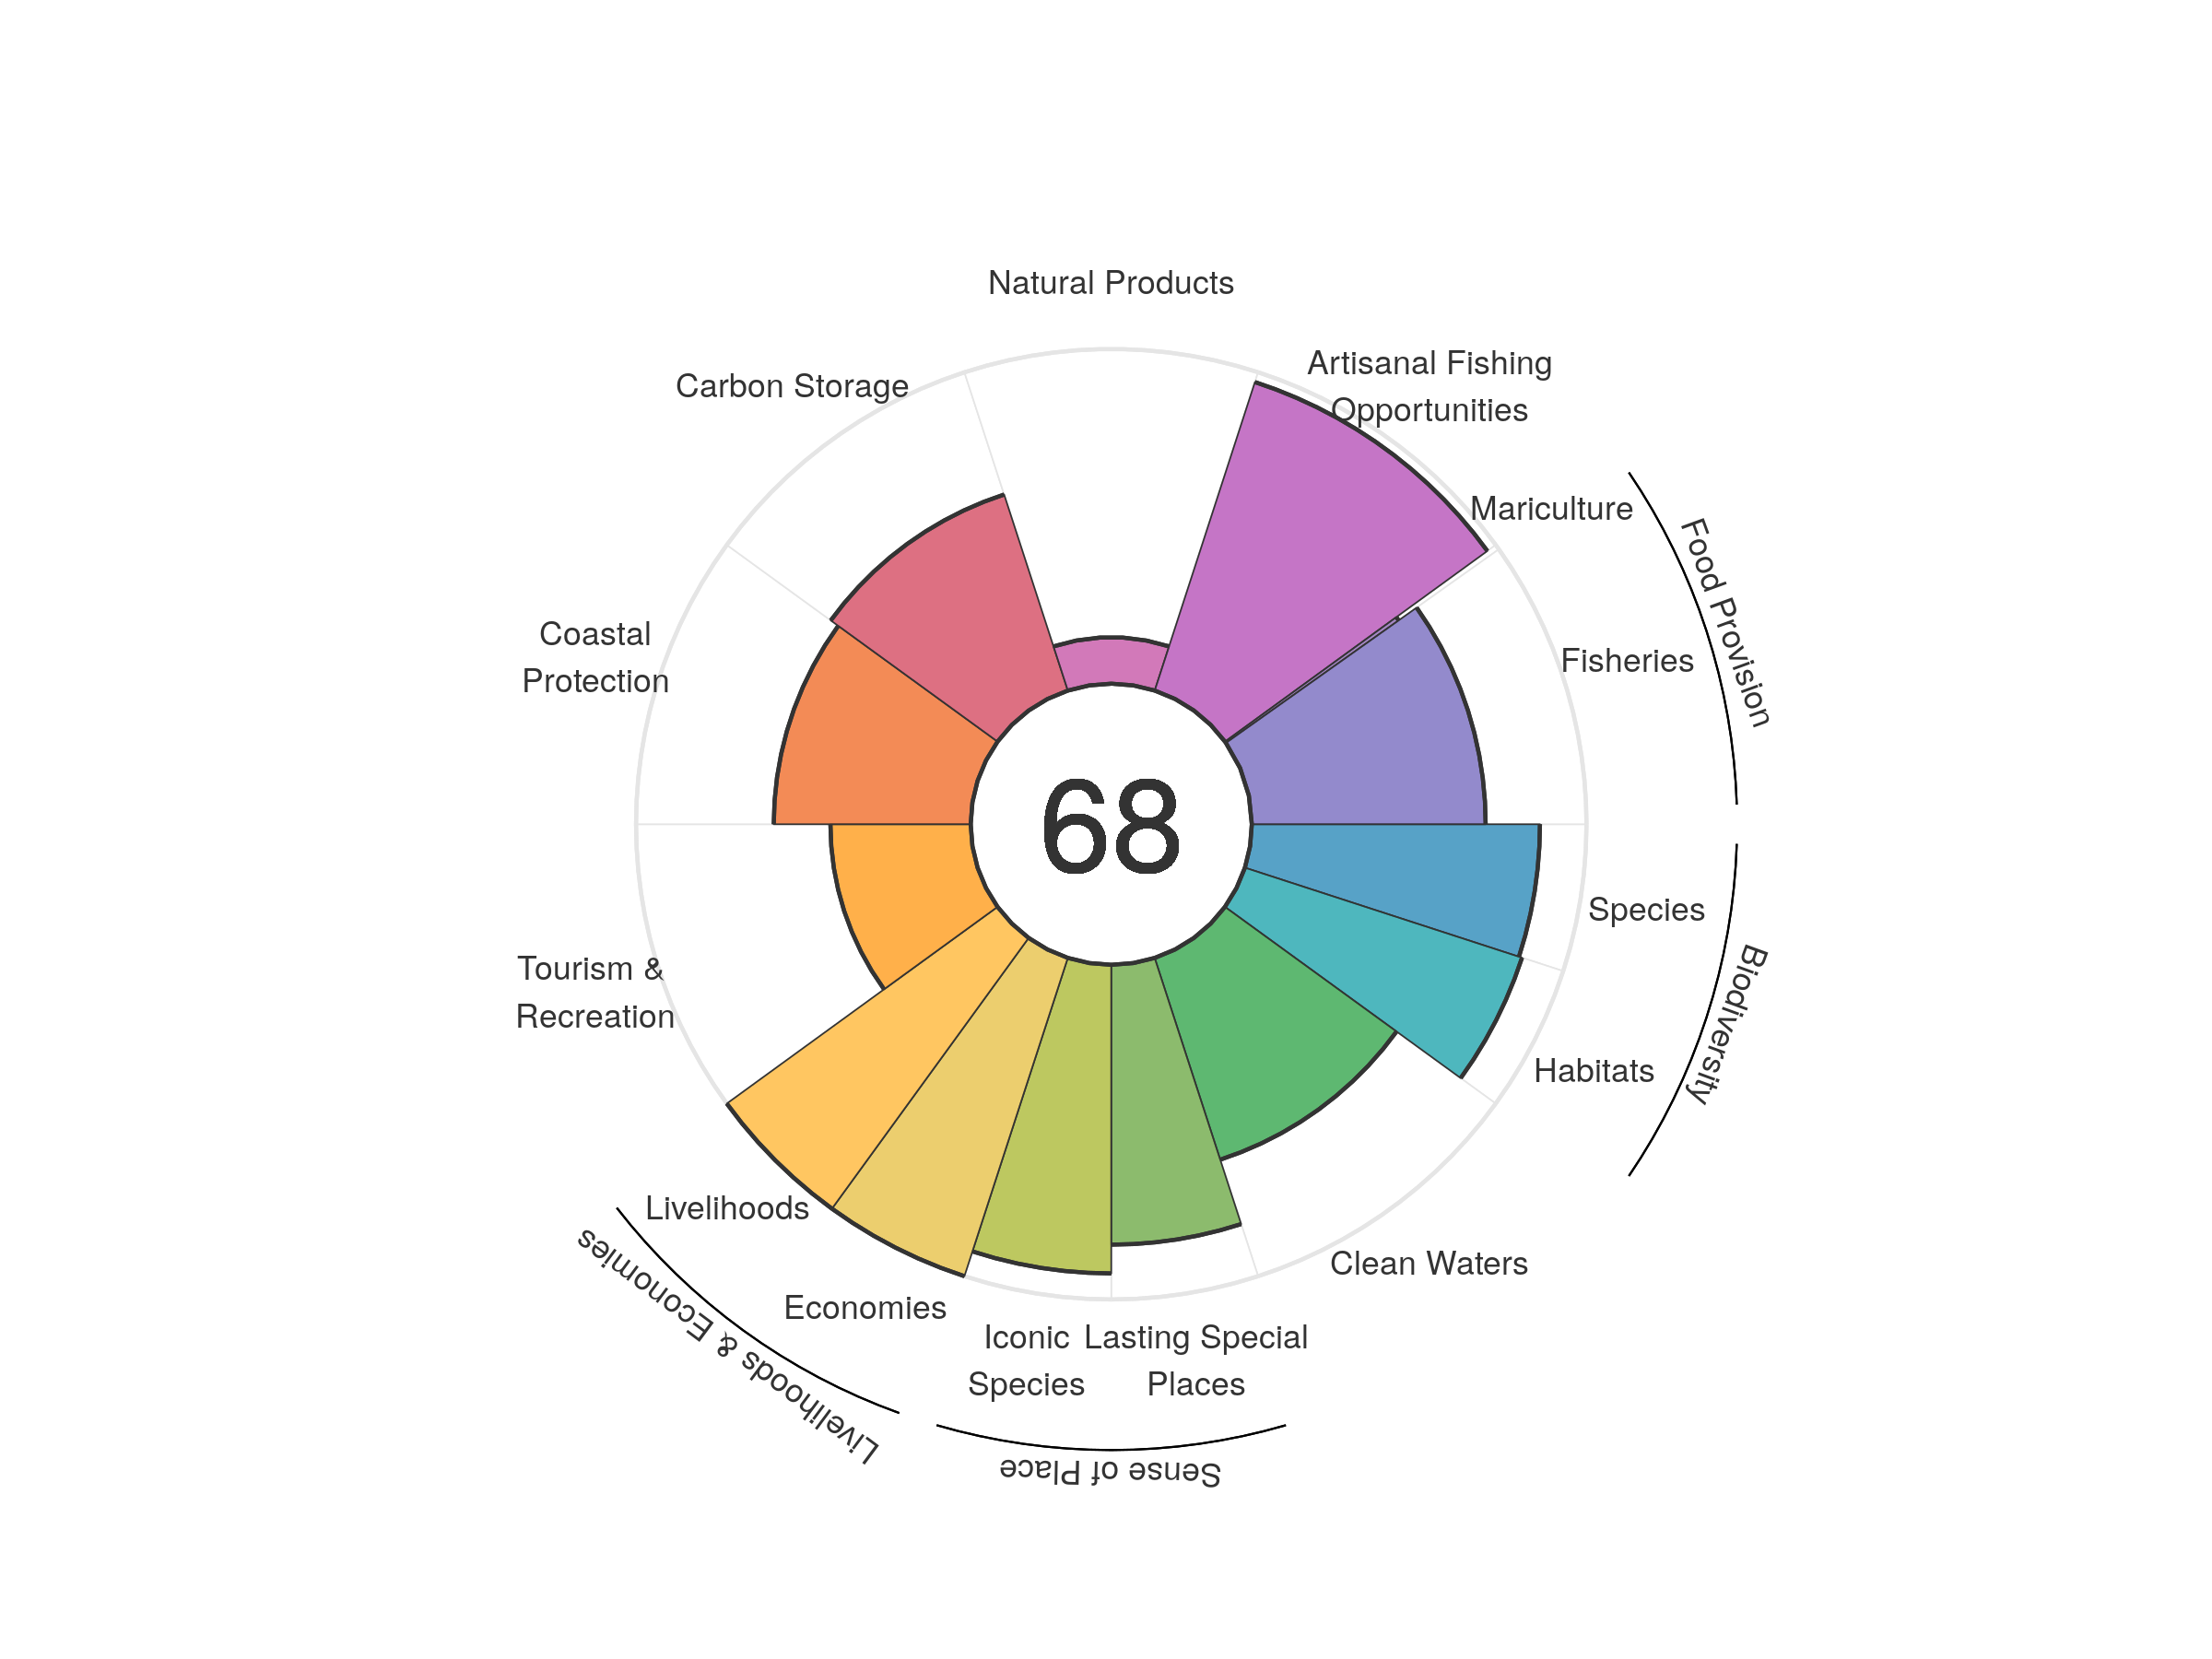 Natural Products
Artisanal Fishing
Opportunities
Carbon Storage
Mariculture
Food Provision
Fisheries
Coastal
Protection
68
Species
Biodiversity
Tourism &
Recreation
Habitats
Livelihoods
Clean Waters
Economies
Livelihoods & Economies
Iconic
Species
Lasting Special
Places
Sense of Place